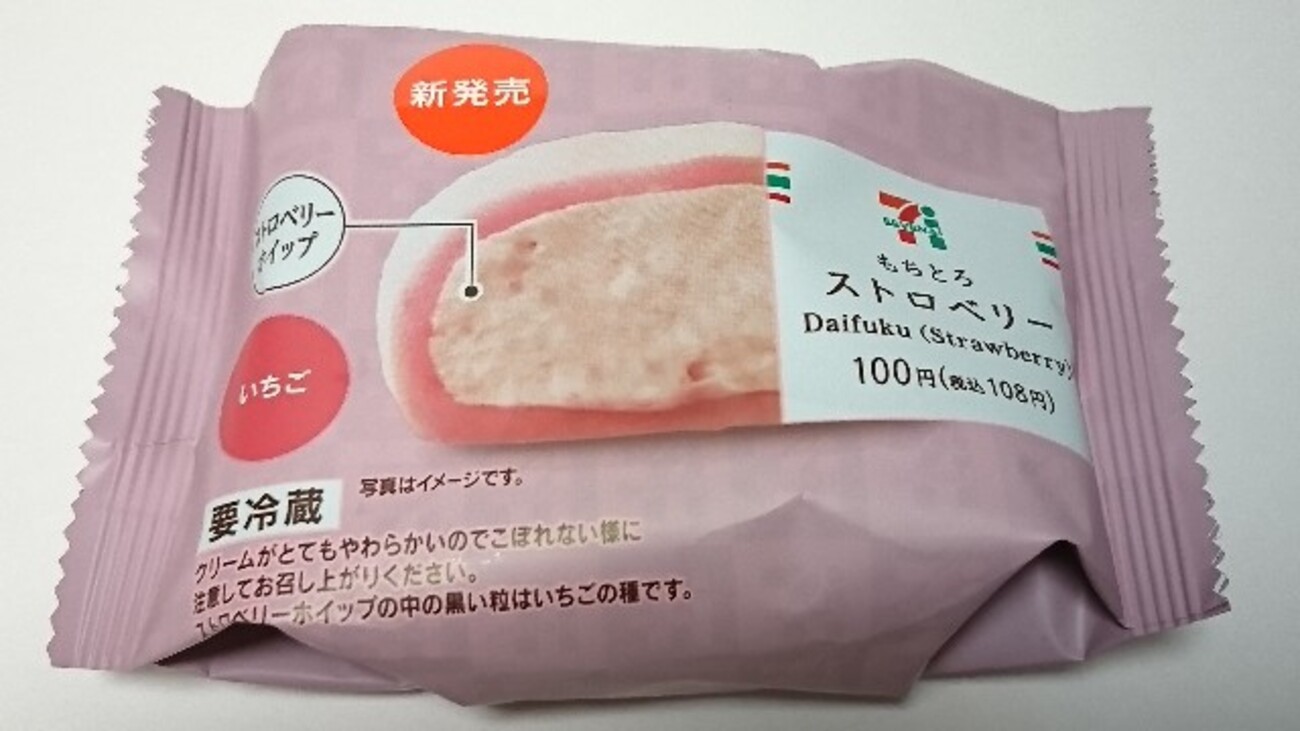 新発売
ストロベリー
ホイップ
いちご
もちとろ
ストロベリー
Daifuku (Strawberry)
100円(税込108円)
写真はイメージです。
要冷蔵
クリームがとてもやわらかいのでこぼれない様に
注意してお召し上がりください。
ストロベリーホイップの中の黒い粒はいちごの種です。